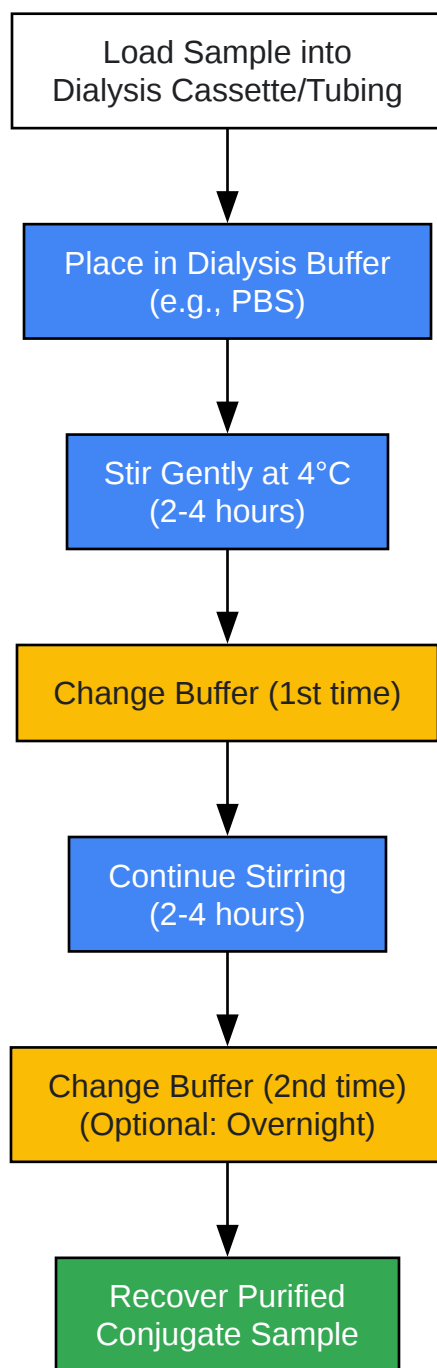 Load Sample into
Dialysis Cassette/Tubing
Place in Dialysis Buffer
(e.g., PBS)
Stir Gently at 4°C
(2-4 hours)
Change Buffer (1st time)
Continue Stirring
(2-4 hours)
Change Buffer (2nd time)
(Optional: Overnight)
Recover Purified
Conjugate Sample